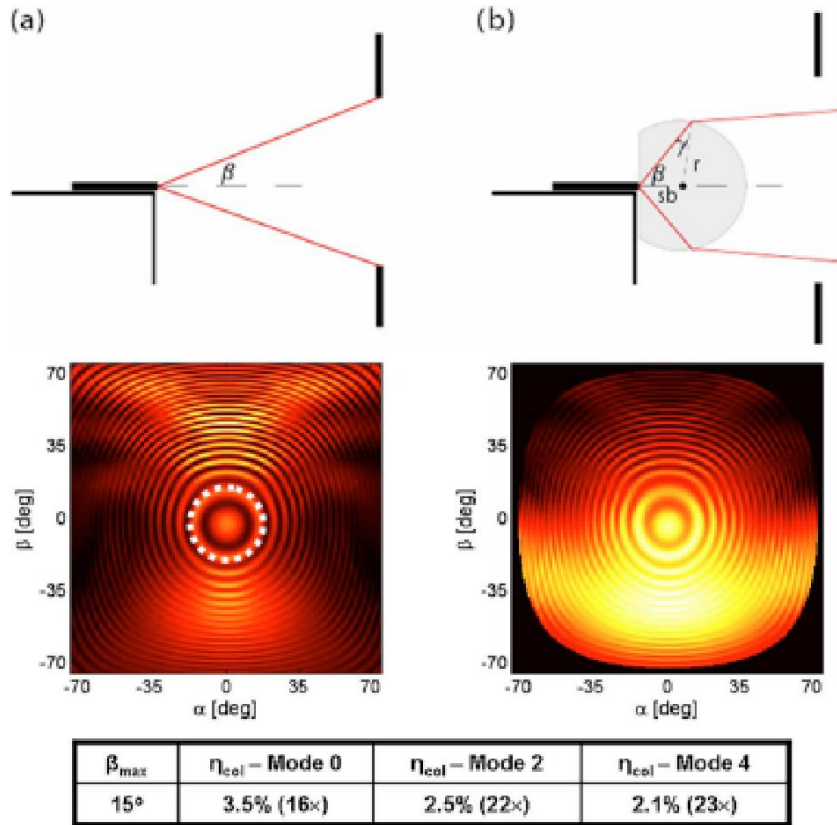 (a)
(b)
β
γ
β
r
sb
70
35
0
-35
-70
β [deg]
-70 -35 0 35 70
α [deg]
70
35
0
-35
-70
β [deg]
-70 -35 0 35 70
α [deg]
βmax ηcol – Mode 0 ηcol – Mode 2 ηcol – Mode 4
15º 3.5% (16×) 2.5% (22×) 2.1% (23×)